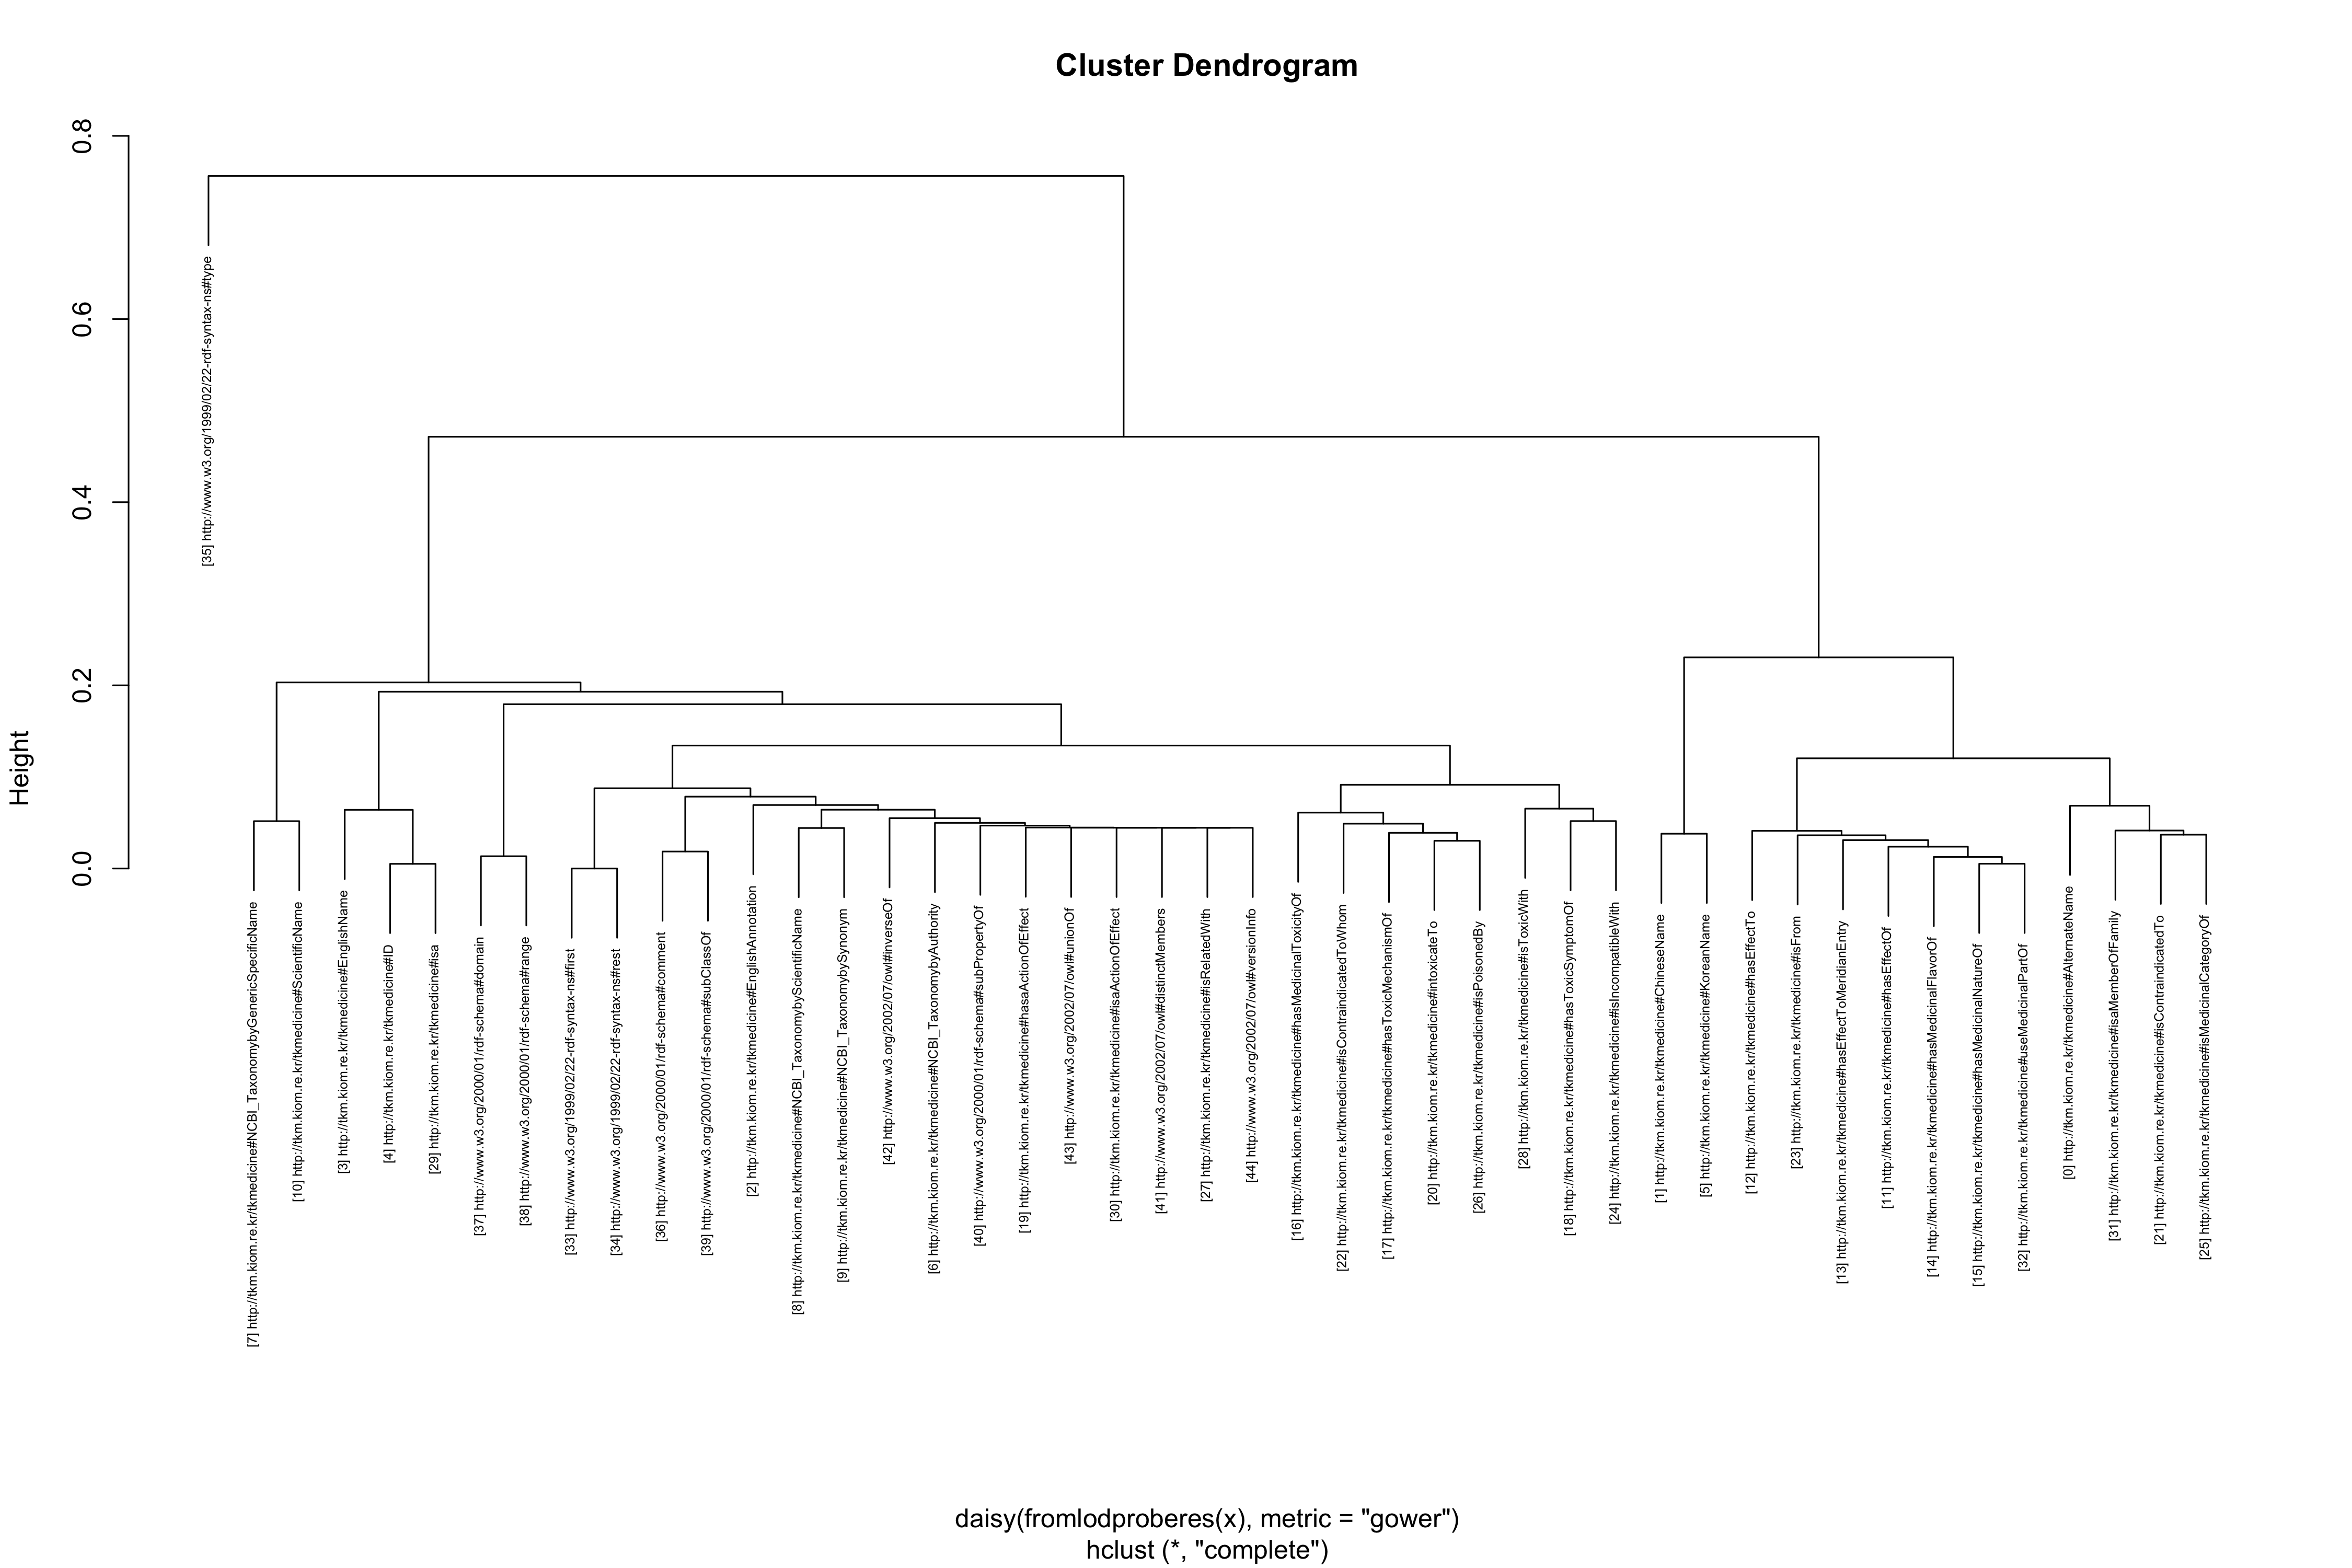 Cluster Dendrogram
Height
0.0
0.2
0.4
0.6
0.8
[35] http://www.w3.org/1999/02/22-rdf-syntax-ns#type
[7] http://tkm.kiom.re.kr/tkmedicine#NCBI_TaxonomybyGenericSpecificName
[10] http://tkm.kiom.re.kr/tkmedicine#ScientificName
[3] http://tkm.kiom.re.kr/tkmedicine#EnglishName
[4] http://tkm.kiom.re.kr/tkmedicine#ID
[29] http://tkm.kiom.re.kr/tkmedicine#isa
[37] http://www.w3.org/2000/01/rdf-schema#domain
[38] http://www.w3.org/2000/01/rdf-schema#range
[33] http://www.w3.org/1999/02/22-rdf-syntax-ns#first
[34] http://www.w3.org/1999/02/22-rdf-syntax-ns#rest
[36] http://www.w3.org/2000/01/rdf-schema#comment
[39] http://www.w3.org/2000/01/rdf-schema#subClassOf
[2] http://tkm.kiom.re.kr/tkmedicine#EnglishAnnotation
[8] http://tkm.kiom.re.kr/tkmedicine#NCBI_TaxonomybyScientificName
[9] http://tkm.kiom.re.kr/tkmedicine#NCBI_TaxonomybySynonym
[42] http://www.w3.org/2002/07/owl#inverseOf
[6] http://tkm.kiom.re.kr/tkmedicine#NCBI_TaxonomybyAuthority
[40] http://www.w3.org/2000/01/rdf-schema#subPropertyOf
[19] http://tkm.kiom.re.kr/tkmedicine#hasaActionOfEffect
[43] http://www.w3.org/2002/07/owl#unionOf
[30] http://tkm.kiom.re.kr/tkmedicine#isaActionOfEffect
[41] http://www.w3.org/2002/07/owl#distinctMembers
[27] http://tkm.kiom.re.kr/tkmedicine#isRelatedWith
[44] http://www.w3.org/2002/07/owl#versionInfo
[16] http://tkm.kiom.re.kr/tkmedicine#hasMedicinalToxicityOf
[22] http://tkm.kiom.re.kr/tkmedicine#isContraindicatedToWhom
[17] http://tkm.kiom.re.kr/tkmedicine#hasToxicMechanismOf
[20] http://tkm.kiom.re.kr/tkmedicine#intoxicateTo
[26] http://tkm.kiom.re.kr/tkmedicine#isPoisonedBy
[28] http://tkm.kiom.re.kr/tkmedicine#isToxicWith
[18] http://tkm.kiom.re.kr/tkmedicine#hasToxicSymptomOf
[24] http://tkm.kiom.re.kr/tkmedicine#isIncompatibleWith
[1] http://tkm.kiom.re.kr/tkmedicine#ChineseName
[5] http://tkm.kiom.re.kr/tkmedicine#KoreanName
[12] http://tkm.kiom.re.kr/tkmedicine#hasEffectTo
[23] http://tkm.kiom.re.kr/tkmedicine#isFrom
[13] http://tkm.kiom.re.kr/tkmedicine#hasEffectToMeridianEntry
[11] http://tkm.kiom.re.kr/tkmedicine#hasEffectOf
[14] http://tkm.kiom.re.kr/tkmedicine#hasMedicinalFlavorOf
[15] http://tkm.kiom.re.kr/tkmedicine#hasMedicinalNatureOf
[32] http://tkm.kiom.re.kr/tkmedicine#useMedicinalPartOf
[0] http://tkm.kiom.re.kr/tkmedicine#AlternateName
[31] http://tkm.kiom.re.kr/tkmedicine#isaMemberOfFamily
[21] http://tkm.kiom.re.kr/tkmedicine#isContraindicatedTo
[25] http://tkm.kiom.re.kr/tkmedicine#isMedicinalCategoryOf
daisy(fromlodproberes(x), metric = "gower")
hclust (*, "complete")